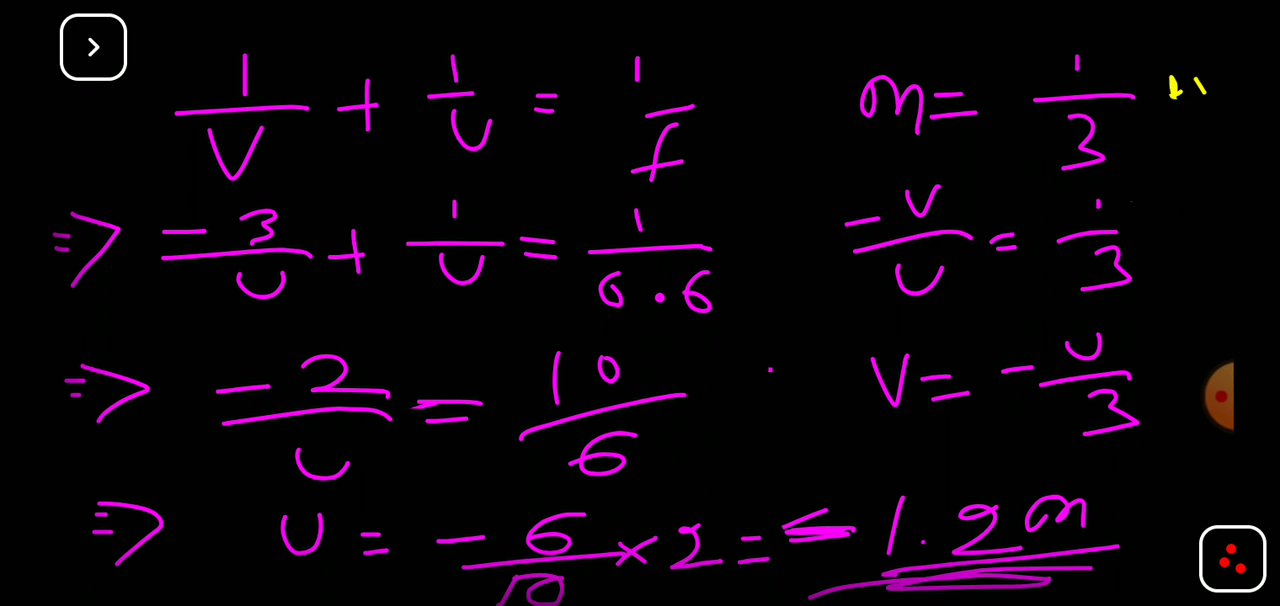 1/V + 1/U = 1/f
m = 1/3
⇒ -3/U + 1/U = 1/0.6
-V/U = 1/3
⇒ -2/U = 10/6
V = -U/3
⇒ U = -6/10 × 2 = -1.2m